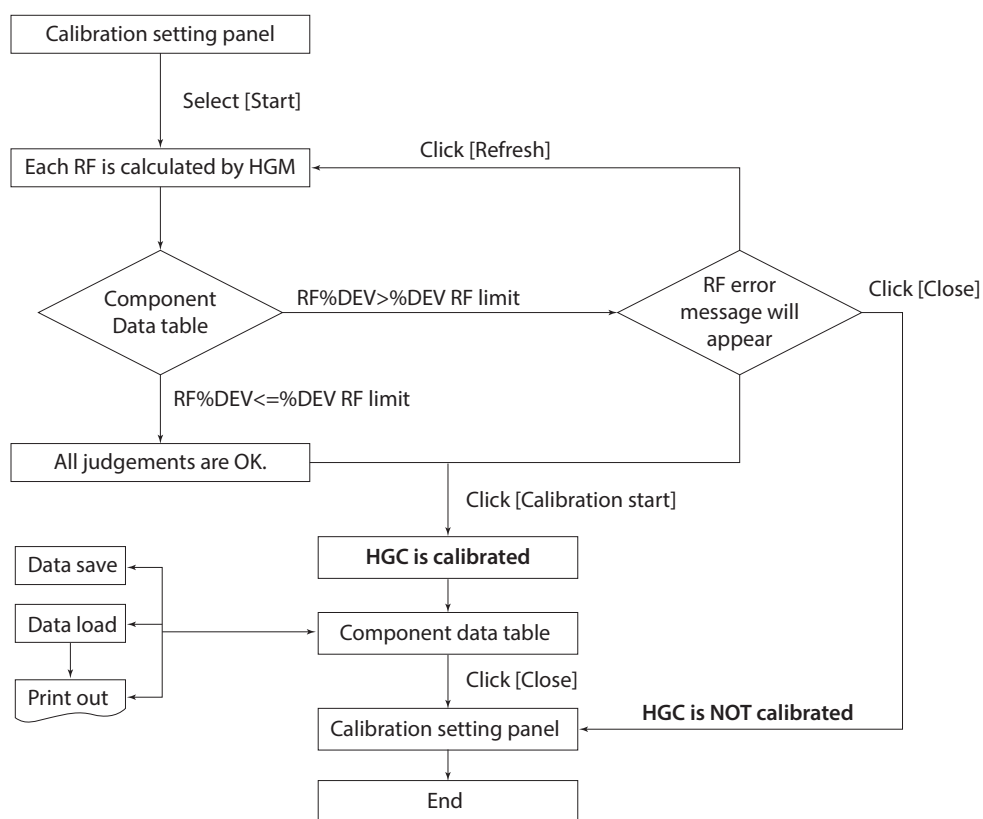 Calibration setting panel
Select [Start]
Click [Refresh]
Each RF is calculated by HGM
Component
Data table
RF%DEV>%DEV RF limit
RF error
message will
appear
Click [Close]
RF%DEV<=%DEV RF limit
All judgements are OK.
Click [Calibration start]
HGC is calibrated
Data save
Data load
Print out
Component data table
Click [Close]
HGC is NOT calibrated
Calibration setting panel
End